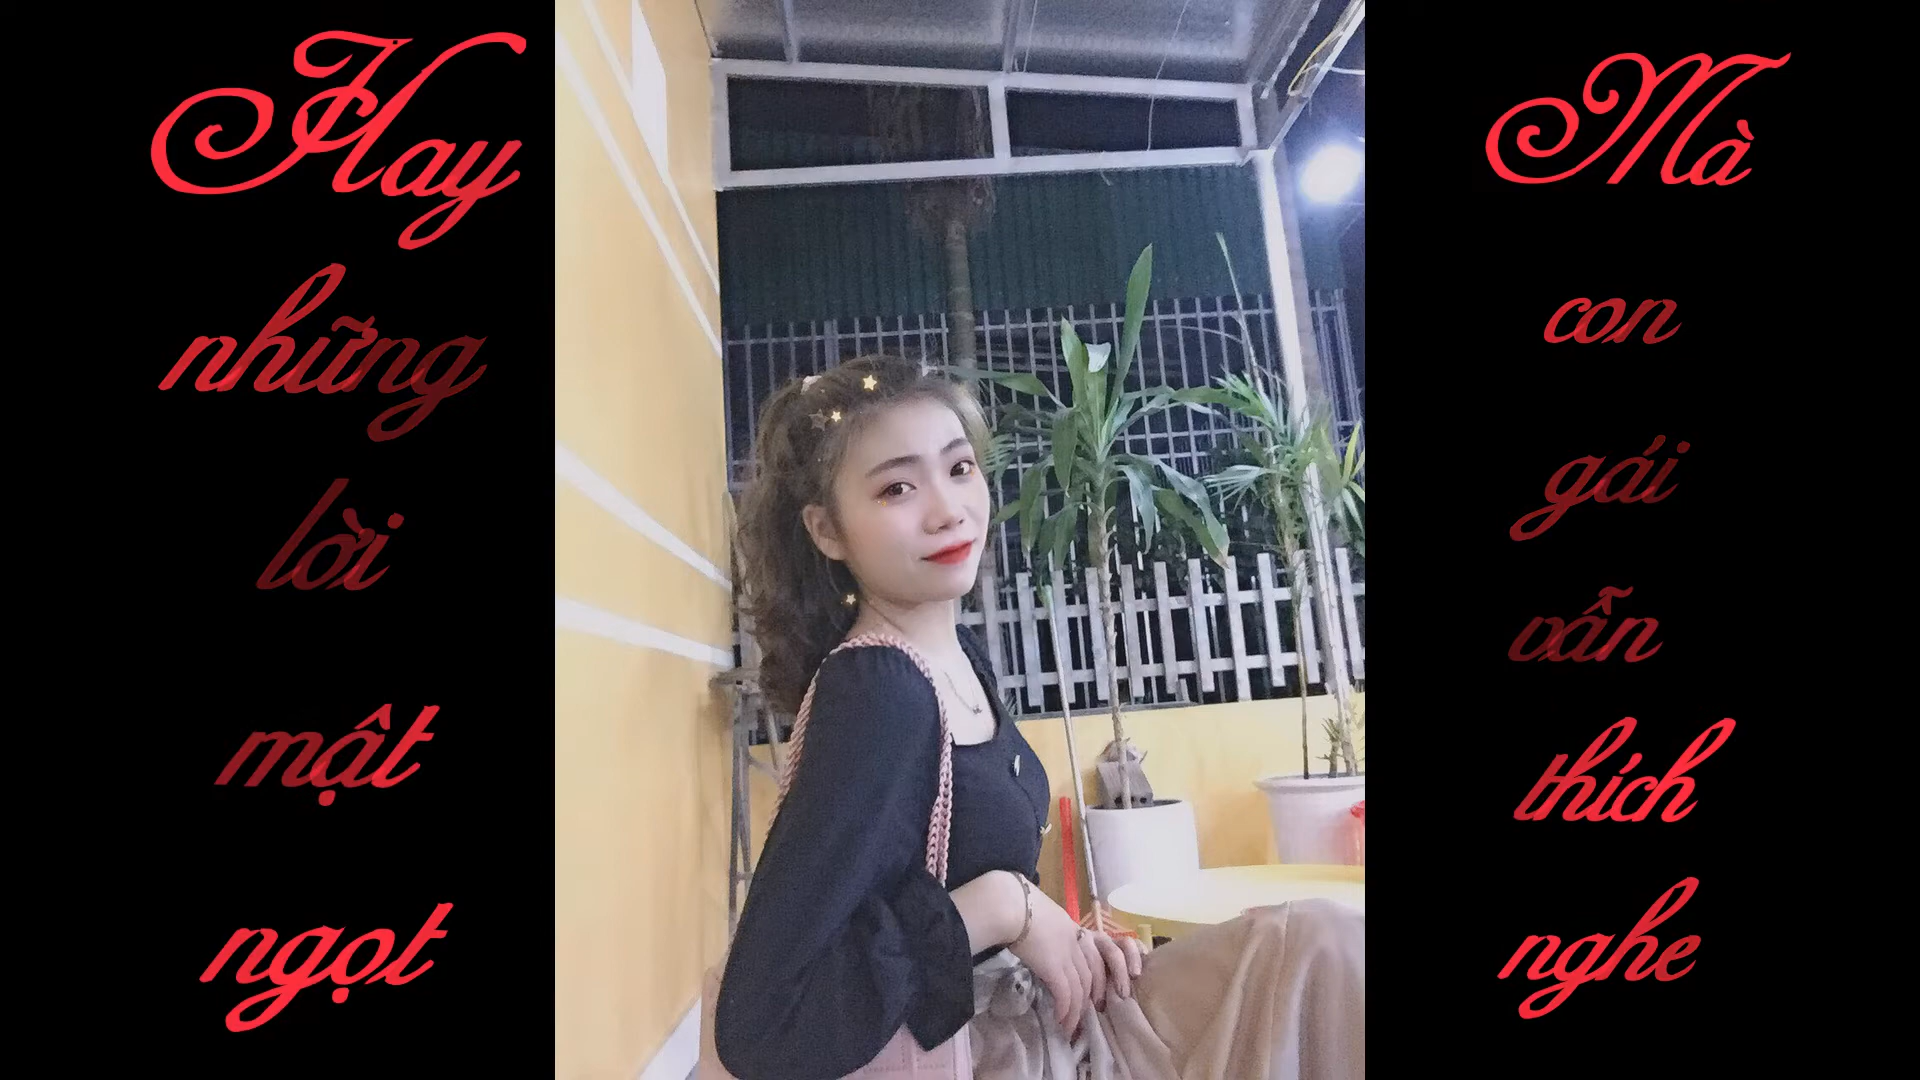 Hay
những
lời
mật
ngọt
Mà
con
gái
vẫn
thích
nghe